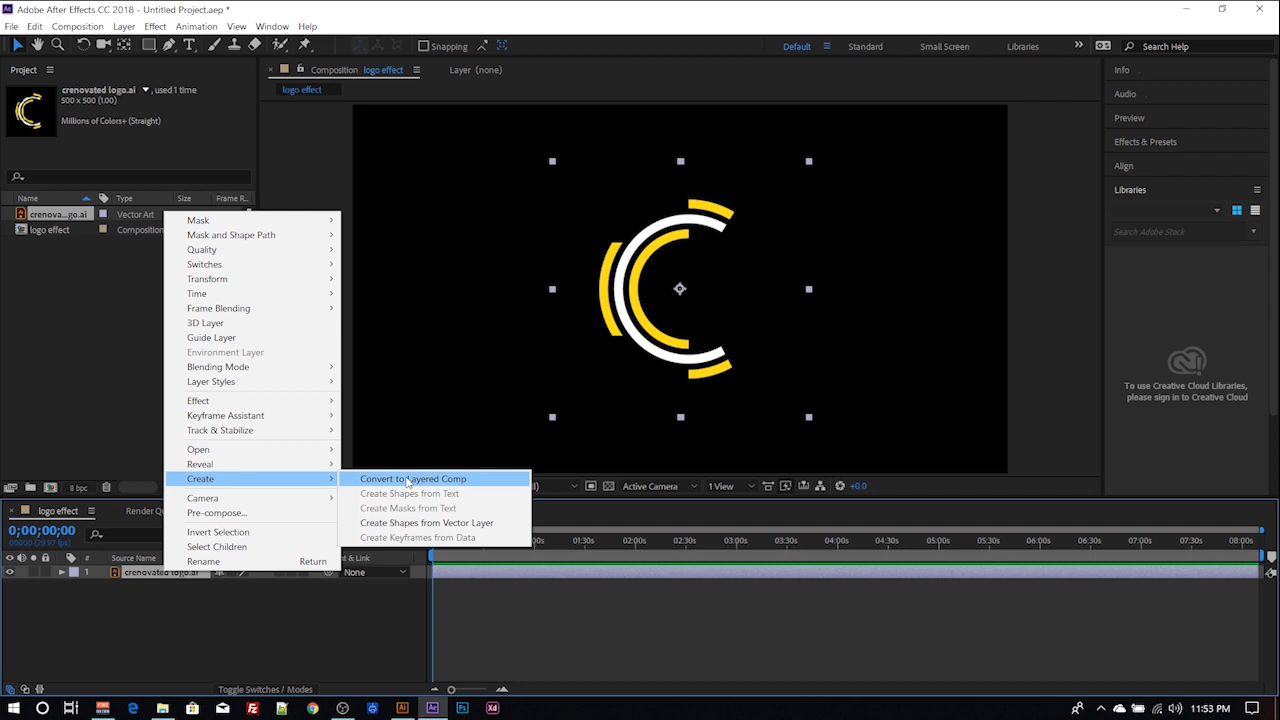 Adobe After Effects CC 2018 - Untitled Project.aep *
File Edit Composition Layer Effect Animation View Window Help
Snapping Default Standard Small Screen Libraries Search Help
Project
Composition logo effect Layer (none)
logo effect
crenovated logo.ai , used 1 time
500 x 500 (1.00)
Millions of Colors+ (Straight)
Name Type Size Frame R...
crenova...go.ai Vector Art
logo effect Composition
Info
Audio
Preview
Effects & Presets
Align
Libraries
Search Adobe Stock
To use Creative Cloud Libraries,
please sign in to Creative Cloud
Mask
Mask and Shape Path
Quality
Switches
Transform
Time
Frame Blending
3D Layer
Guide Layer
Environment Layer
Blending Mode
Layer Styles
Effect
Keyframe Assistant
Track & Stabilize
Open
Reveal
Create
Camera
Pre-compose...
Invert Selection
Select Children
Rename Return
Convert to Layered Comp
Create Shapes from Text
Create Masks from Text
Create Shapes from Vector Layer
Create Keyframes from Data
8 bpc
Active Camera 1 View +0.0
logo effect Render Qu
0;00;00;00
00s 01:30s 02:00s 02:30s 03:00s 03:30s 04:00s 04:30s 05:00s 05:30s 06:00s 06:30s 07:00s 07:30s 08:00s
Source Name & Link
1 crenovated logo.ai None
Toggle Switches / Modes
11:53 PM